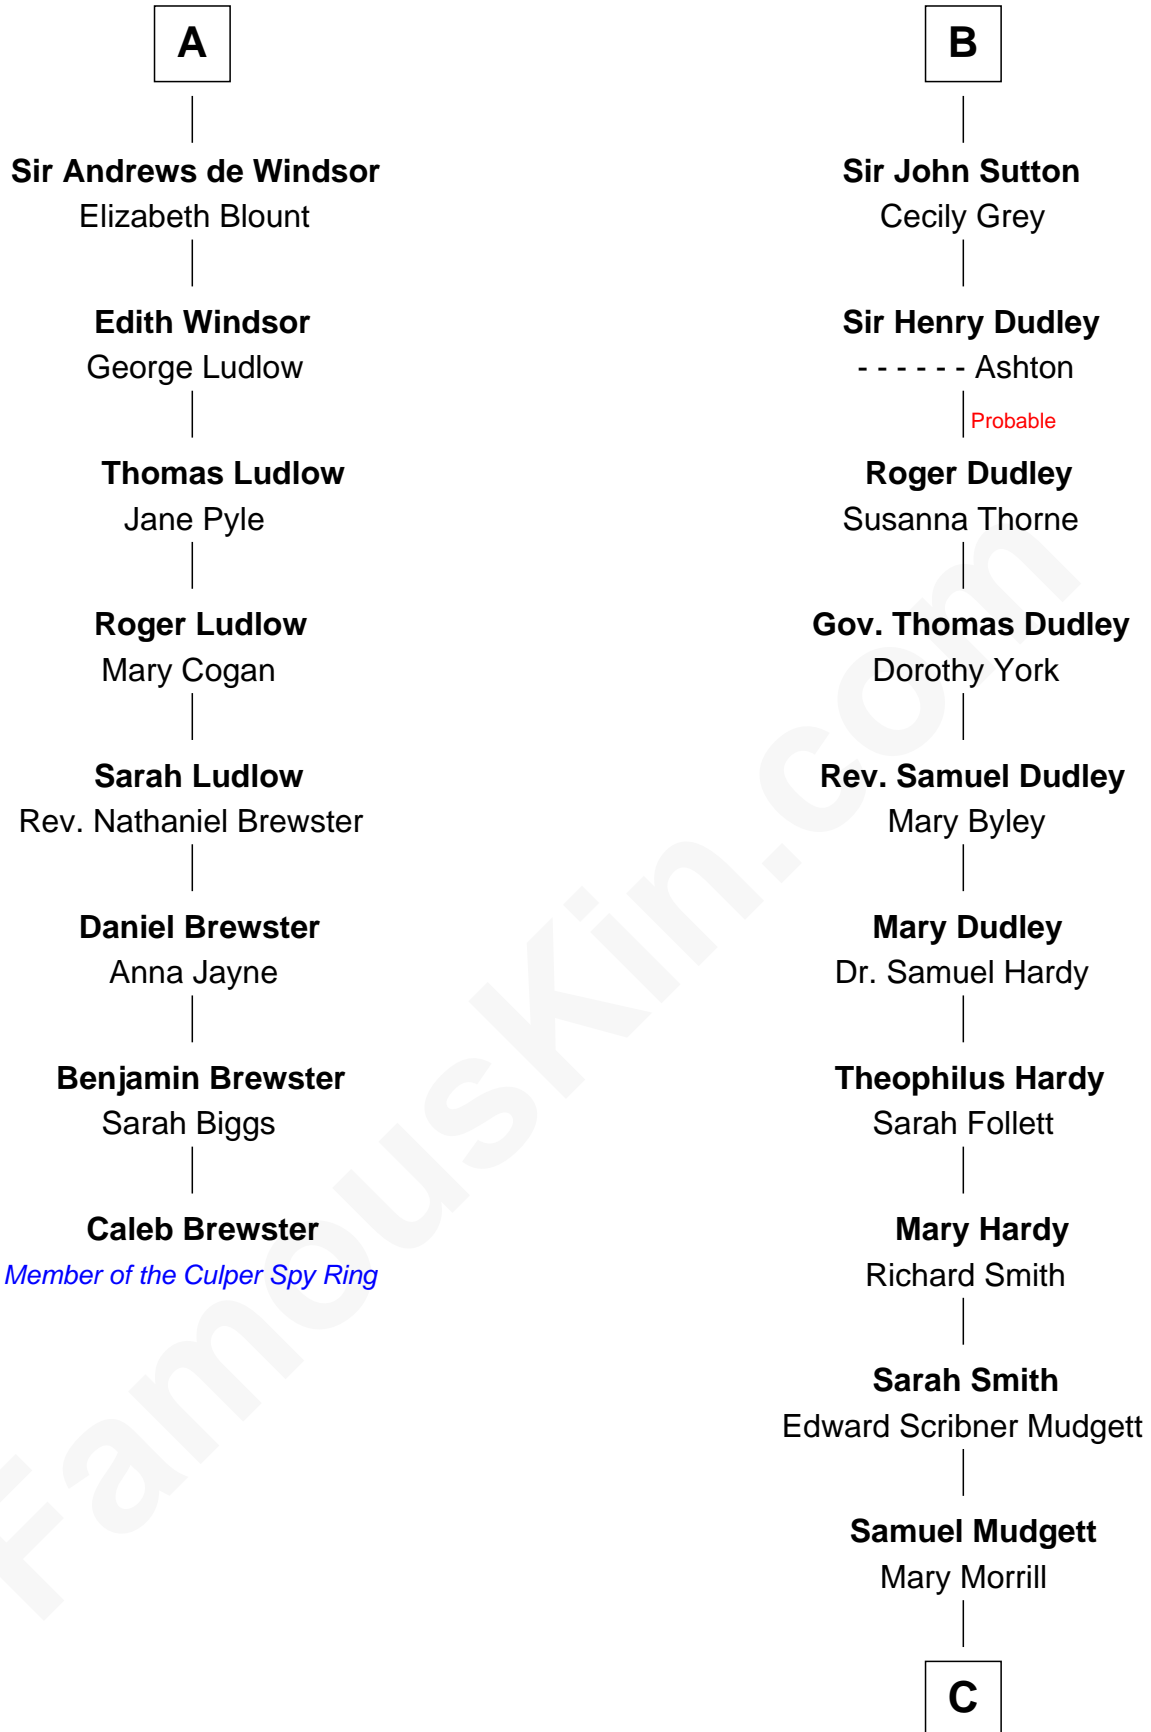 A
Sir Andrews de Windsor
Elizabeth Blount
Edith Windsor
George Ludlow
Thomas Ludlow
Jane Pyle
Roger Ludlow
Mary Cogan
Sarah Ludlow
Rev. Nathaniel Brewster
Daniel Brewster
Anna Jayne
Benjamin Brewster
Sarah Biggs
Caleb Brewster
Member of the Culper Spy Ring
B
Sir John Sutton
Cecily Grey
Sir Henry Dudley
- - - - - - Ashton
Probable
Roger Dudley
Susanna Thorne
Gov. Thomas Dudley
Dorothy York
Rev. Samuel Dudley
Mary Byley
Mary Dudley
Dr. Samuel Hardy
Theophilus Hardy
Sarah Follett
Mary Hardy
Richard Smith
Sarah Smith
Edward Scribner Mudgett
Samuel Mudgett
Mary Morrill
C
FamousKin.com